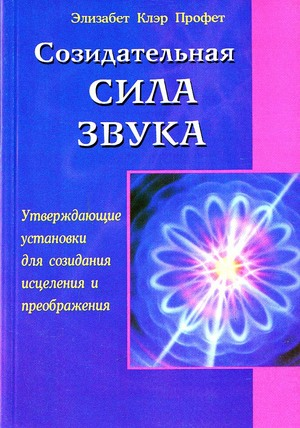 Элизабет Клэр Профет
Созидательная
СИЛА
ЗВУКА
Утверждающие
установки
для созидания
исцеления и
преображения